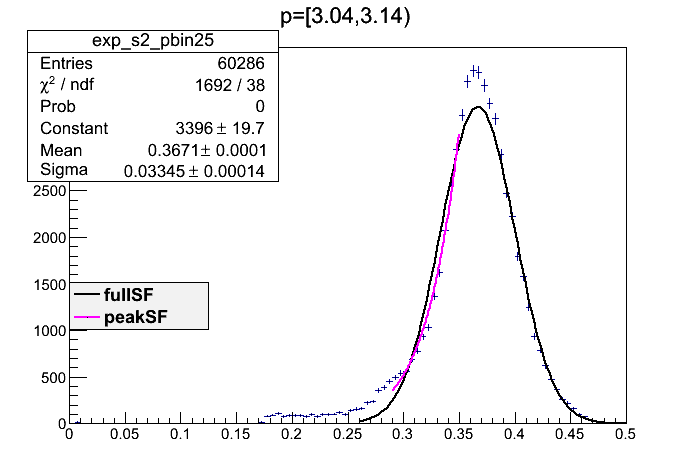 p=[3.04,3.14)
exp_s2_pbin25
Entries 60286
χ² / ndf 1692 / 38
Prob 0
Constant 3396 ± 19.7
Mean 0.3671 ± 0.0001
Sigma 0.03345 ± 0.00014
2500
2000
1500
fullSF
peakSF
1000
500
0
0 0.05 0.1 0.15 0.2 0.25 0.3 0.35 0.4 0.45 0.5